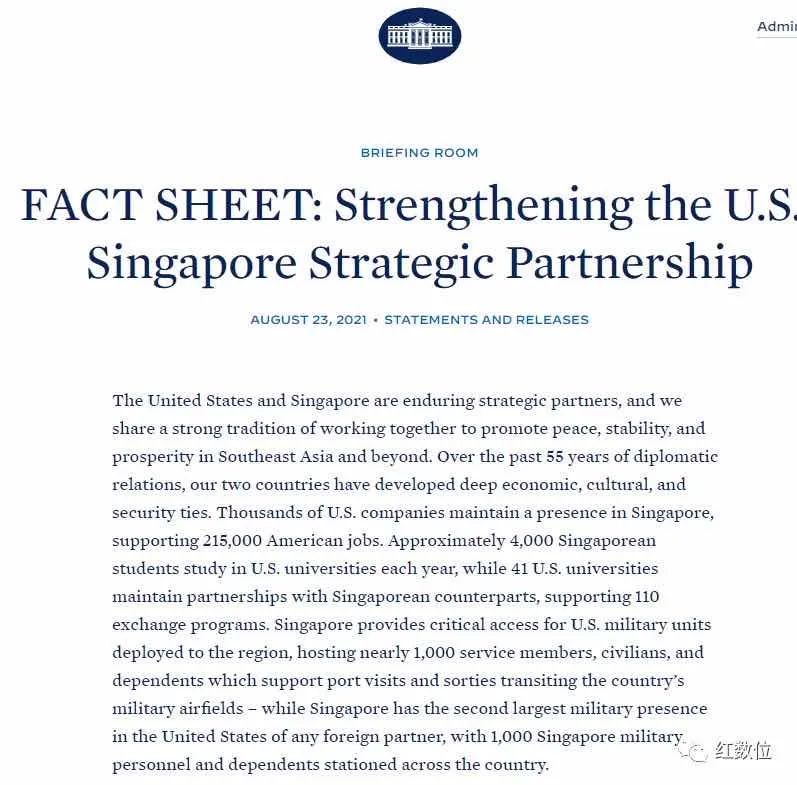 Admin
BRIEFING ROOM
FACT SHEET: Strengthening the U.S.
Singapore Strategic Partnership
AUGUST 23, 2021 • STATEMENTS AND RELEASES
The United States and Singapore are enduring strategic partners, and we
share a strong tradition of working together to promote peace, stability, and
prosperity in Southeast Asia and beyond. Over the past 55 years of diplomatic
relations, our two countries have developed deep economic, cultural, and
security ties. Thousands of U.S. companies maintain a presence in Singapore,
supporting 215,000 American jobs. Approximately 4,000 Singaporean
students study in U.S. universities each year, while 41 U.S. universities
maintain partnerships with Singaporean counterparts, supporting 110
exchange programs. Singapore provides critical access for U.S. military units
deployed to the region, hosting nearly 1,000 service members, civilians, and
dependents which support port visits and sorties transiting the country’s
military airfields – while Singapore has the second largest military presence
in the United States of any foreign partner, with 1,000 Singapore military
personnel and dependents stationed across the country.
红数位